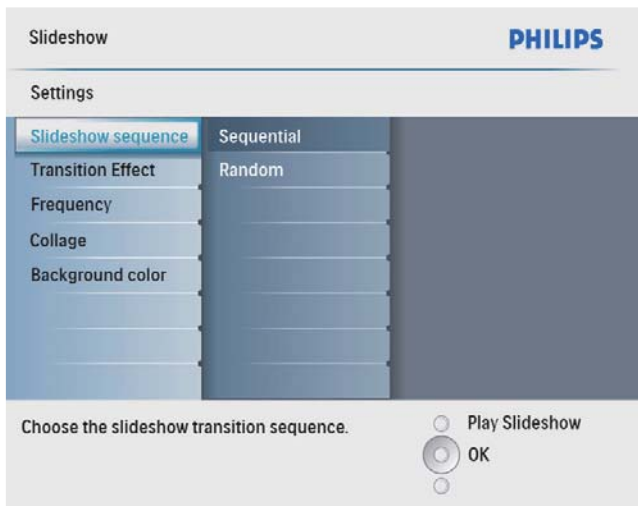 Slideshow
PHILIPS
Settings
Slideshow sequence
Sequential
Transition Effect
Random
Frequency
Collage
Background color
Choose the slideshow transition sequence.
Play Slideshow
OK